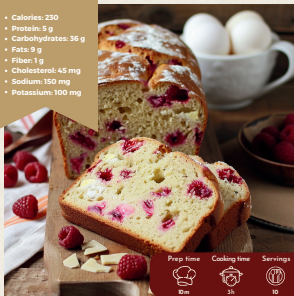 • Calories: 230
• Protein: 5 g
• Carbohydrates: 36 g
• Fats: 9 g
• Fiber: 1 g
• Cholesterol: 45 mg
• Sodium: 150 mg
• Potassium: 100 mg
Prep time Cooking time Servings
10m 3h 10